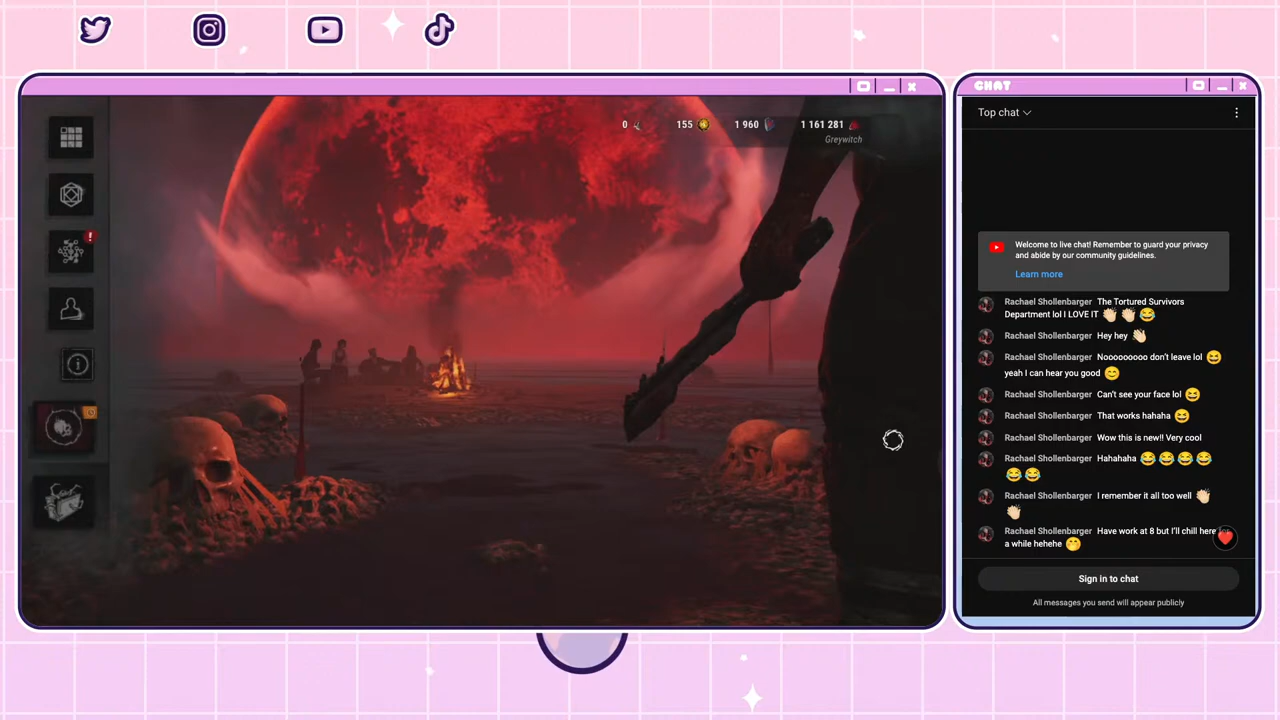 0 155 1 960 1 161 281
Greywitch
!
CHAT
Top chat
Welcome to live chat! Remember to guard your privacy
and abide by our community guidelines.
Learn more
Rachael Shollenbarger The Tortured Survivors
Department lol I LOVE IT 👏🏻 👏🏻 😂
Rachael Shollenbarger Hey hey 👋🏻
Rachael Shollenbarger Nooooooooo don't leave lol 😆
yeah I can hear you good 😊
Rachael Shollenbarger Can't see your face lol 😆
Rachael Shollenbarger That works hahaha 😆
Rachael Shollenbarger Wow this is new!! Very cool
Rachael Shollenbarger Hahahaha 😂 😂 😂 😂
😂 😂
Rachael Shollenbarger I remember it all too well 👏🏻
👏🏻
Rachael Shollenbarger Have work at 8 but I'll chill here
a while hehehe 🤭
Sign in to chat
All messages you send will appear publicly